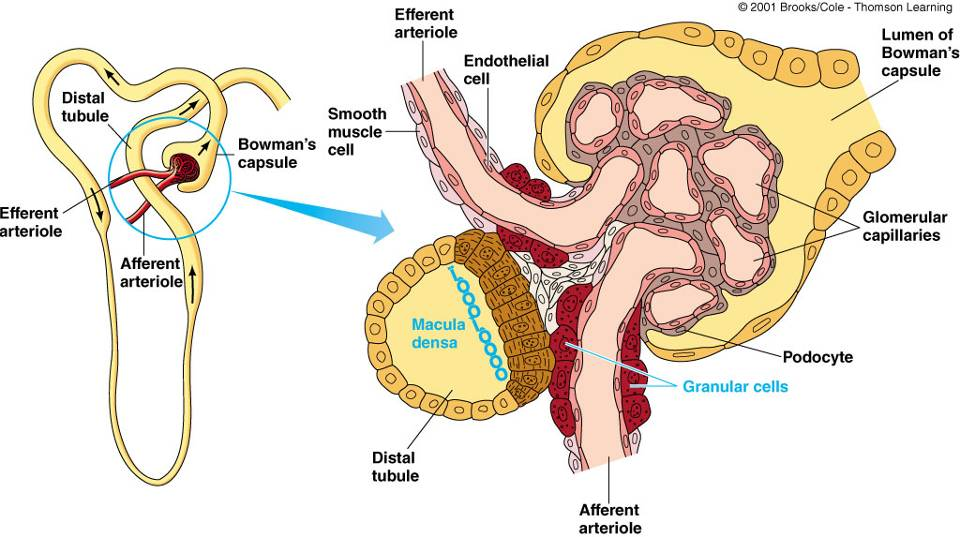 © 2001 Brooks/Cole - Thomson Learning
Distal
tubule
Bowman's
capsule
Efferent
arteriole
Afferent
arteriole
Efferent
arteriole
Endothelial
cell
Smooth
muscle
cell
Lumen of
Bowman's
capsule
Glomerular
capillaries
Podocyte
Macula
densa
Granular cells
Distal
tubule
Afferent
arteriole